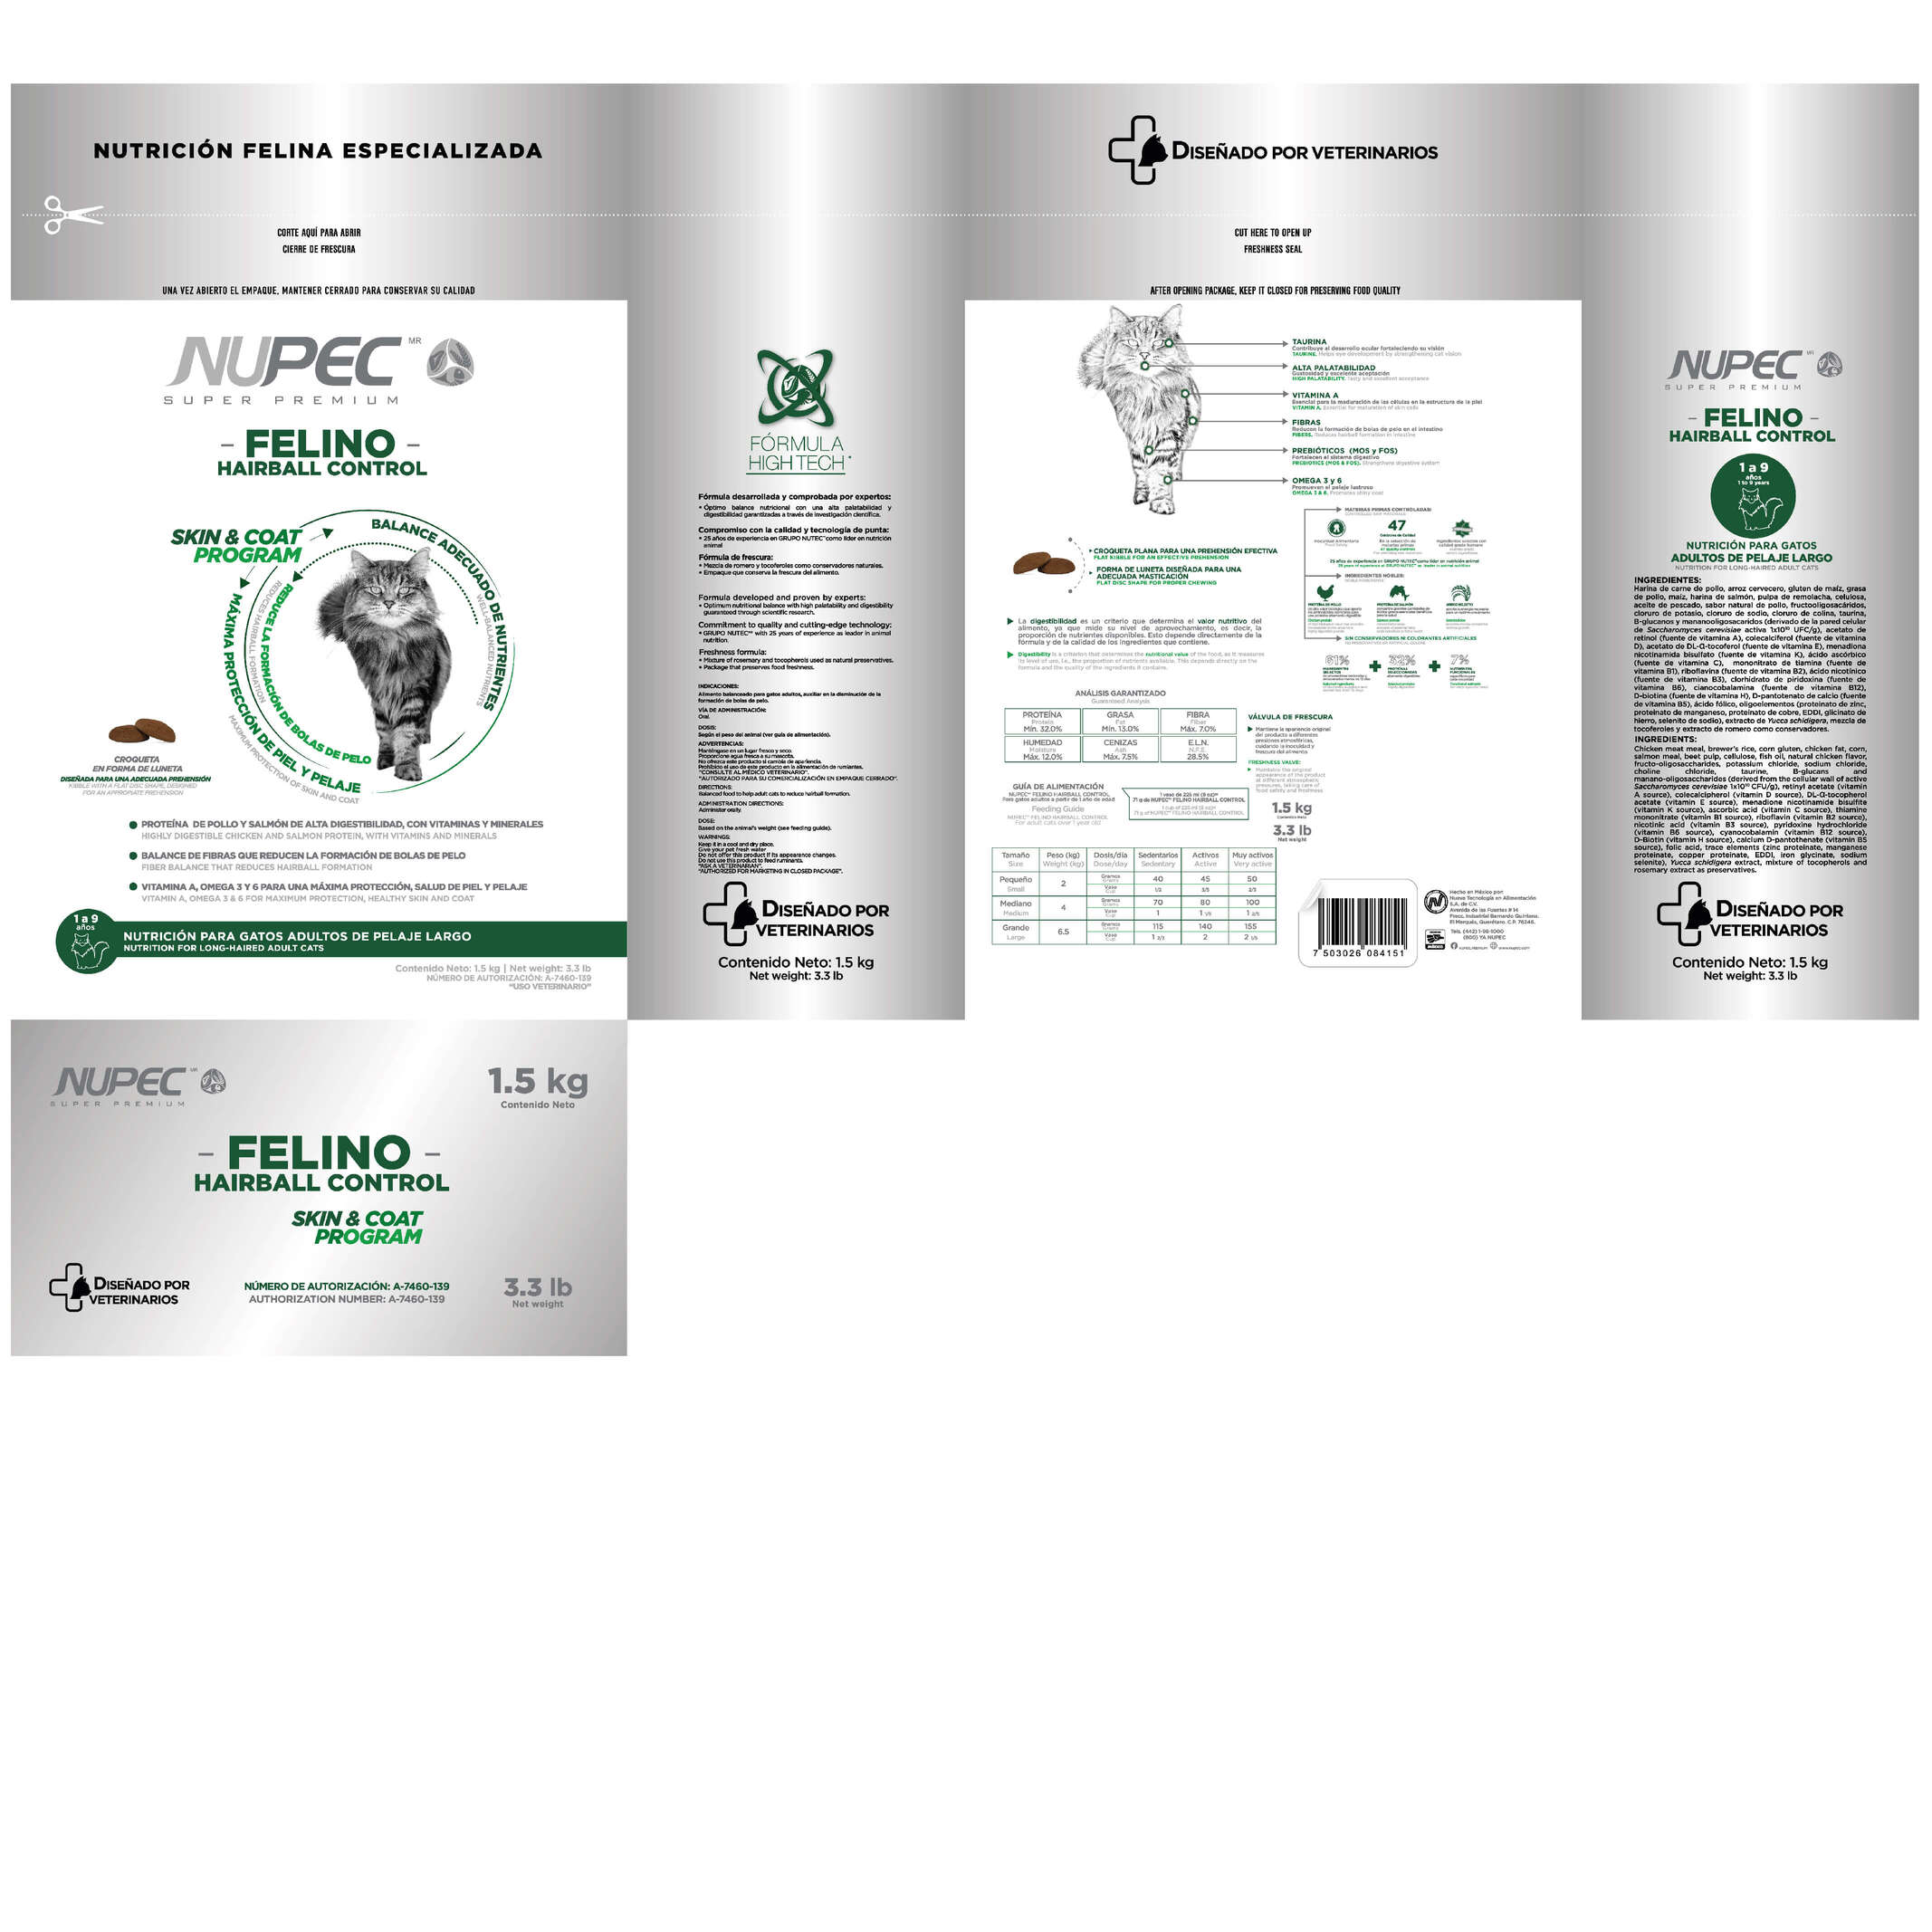 NUTRICIÓN FELINA ESPECIALIZADA
CORTE AQUÍ PARA ABRIR
CIERRE DE FRESCURA
UNA VEZ ABIERTO EL EMPAQUE, MANTENER CERRADO PARA CONSERVAR SU CALIDAD
NUPEC MR
SUPER PREMIUM
- FELINO -
HAIRBALL CONTROL
SKIN & COAT
PROGRAM
BALANCE ADECUADO DE NUTRIENTES
WELL-BALANCED NUTRIENTS
REDUCE LA FORMACIÓN DE BOLAS DE PELO
REDUCES HAIRBALL FORMATION
MÁXIMA PROTECCIÓN DE PIEL Y PELAJE
MAXIMUM PROTECTION OF SKIN AND COAT
CROQUETA
EN FORMA DE LUNETA
DISEÑADA PARA UNA ADECUADA PREHENSIÓN
KIBBLE WITH A FLAT DISC SHAPE, DESIGNED
FOR AN APPROPIATE PREHENSION
PROTEÍNA DE POLLO Y SALMÓN DE ALTA DIGESTIBILIDAD, CON VITAMINAS Y MINERALES
HIGHLY DIGESTIBLE CHICKEN AND SALMON PROTEIN, WITH VITAMINS AND MINERALS
BALANCE DE FIBRAS QUE REDUCEN LA FORMACIÓN DE BOLAS DE PELO
FIBER BALANCE THAT REDUCES HAIRBALL FORMATION
VITAMINA A, OMEGA 3 Y 6 PARA UNA MÁXIMA PROTECCIÓN, SALUD DE PIEL Y PELAJE
VITAMIN A, OMEGA 3 & 6 FOR MAXIMUM PROTECTION, HEALTHY SKIN AND COAT
1 a 9
años
NUTRICIÓN PARA GATOS ADULTOS DE PELAJE LARGO
NUTRITION FOR LONG-HAIRED ADULT CATS
Contenido Neto: 1.5 kg | Net weight: 3.3 lb
NÚMERO DE AUTORIZACIÓN: A-7460-139
"USO VETERINARIO"
FÓRMULA
HIGH TECH
Fórmula desarrollada y comprobada por expertos:
• Óptimo balance nutricional con una alta palatabilidad y
digestibilidad garantizadas a través de investigación científica.
Compromiso con la calidad y tecnología de punta:
• 25 años de experiencia en GRUPO NUTEC como líder en nutrición
animal
Fórmula de frescura:
• Mezcla de romero y tocoferoles como conservadores naturales.
• Empaque que conserva la frescura del alimento.
Formula developed and proven by experts:
• Optimum nutritional balance with high palatability and digestibility
guaranteed through scientific research.
Commitment to quality and cutting-edge technology:
• GRUPO NUTEC with 25 years of experience as leader in animal
nutrition.
Freshness formula:
• Mixture of rosemary and tocopherols used as natural preservatives.
• Package that preserves food freshness.
INDICACIONES:
Alimento balanceado para gatos adultos, auxiliar en la disminución de la
formación de bolas de pelo.
VÍA DE ADMINISTRACIÓN:
Oral.
DOSIS:
Según el peso del animal (ver guía de alimentación).
ADVERTENCIAS:
Manténgase en un lugar fresco y seco.
Proporcione agua fresca a su mascota.
No ofrezca este producto si cambia de apariencia.
Prohibido el uso de este producto en la alimentación de rumiantes.
"CONSULTE AL MÉDICO VETERINARIO".
"AUTORIZADO PARA SU COMERCIALIZACIÓN EN EMPAQUE CERRADO".
DIRECTIONS:
Balanced food to help adult cats to reduce hairball formation.
ADMINISTRATION DIRECTIONS:
Administer orally.
DOSE:
Based on the animal's weight (see feeding guide).
WARNINGS:
Keep it in a cool and dry place.
Give your pet fresh water
Do not offer this product if its appearance changes.
Do not use this product to feed ruminants.
"ASK A VETERINARIAN".
"AUTHORIZED FOR MARKETING IN CLOSED PACKAGE".
DISEÑADO POR
VETERINARIOS
Contenido Neto: 1.5 kg
Net weight: 3.3 lb
DISEÑADO POR VETERINARIOS
CUT HERE TO OPEN UP
FRESHNESS SEAL
AFTER OPENING PACKAGE, KEEP IT CLOSED FOR PRESERVING FOOD QUALITY
TAURINA
Contribuye al desarrollo ocular fortaleciendo su visión
TAURINE. Helps eye development by strengthening cat vision
ALTA PALATABILIDAD
Gustosidad y excelente aceptación
HIGH PALATABILITY. Tasty and excellent acceptance
VITAMINA A
Esencial para la maduración de las células en la estructura de la piel
VITAMIN A. Essential for maturation of skin cells
FIBRAS
Reducen la formación de bolas de pelo en el intestino
FIBERS. Reduces hairball formation in intestine
PREBIÓTICOS (MOS y FOS)
Fortalecen el sistema digestivo
PREBIOTICS (MOS & FOS). Strengthens digestive system
OMEGA 3 y 6
Promueven el pelaje lustroso
OMEGA 3 & 6. Promotes shiny coat
• CROQUETA PLANA PARA UNA PREHENSIÓN EFECTIVA
FLAT KIBBLE FOR AN EFFECTIVE PREHENSION
• FORMA DE LUNETA DISEÑADA PARA UNA
ADECUADA MASTICACIÓN
FLAT DISC SHAPE FOR PROPER CHEWING
MATERIAS PRIMAS CONTROLADAS:
47
25 años de experiencia en GRUPO NUTEC como líder en nutrición animal
INGREDIENTES NOBLES:
PROTEÍNA DE POLLO
PROTEÍNA DE SALMÓN
SIN CONSERVADORES NI COLORANTES ARTIFICIALES
61% + 32% + 7%
La digestibilidad es un criterio que determina el valor nutritivo del
alimento, ya que mide su nivel de aprovechamiento, es decir, la
proporción de nutrientes disponibles. Esto depende directamente de la
fórmula y de la calidad de los ingredientes que contiene.
Digestibility is a criterion that determines the nutritional value of the food, as it measures
its level of use, i.e., the proportion of nutrients available. This depends directly on the
formula and the quality of the ingredients it contains.
ANÁLISIS GARANTIZADO
Guaranteed Analysis
PROTEÍNA GRASA FIBRA
Protein Fat Fiber
Mín. 32.0% Mín. 13.0% Máx. 7.0%
HUMEDAD CENIZAS E.L.N.
Moisture Ash N.F.E.
Máx. 12.0% Máx. 7.5% 28.5%
VÁLVULA DE FRESCURA
Mantiene la apariencia original
del producto a diferentes
presiones atmosféricas,
cuidando la inocuidad y
frescura del alimento
FRESHNESS VALVE:
Maintains the original
appearance of the product
at different atmospheric
pressures, taking care of
food safety and freshness
GUÍA DE ALIMENTACIÓN
NUPEC FELINO HAIRBALL CONTROL
Para gatos adultos a partir de 1 año de edad
Feeding Guide
NUPEC FELINO HAIRBALL CONTROL
For adult cats over 1 year old
1 vaso de 225 ml (8 oz)=
71 g de NUPEC FELINO HAIRBALL CONTROL
1 cup of 225 ml (8 oz)=
71 g of NUPEC FELINO HAIRBALL CONTROL
1.5 kg
Contenido Neto
3.3 lb
Net weight
Tamaño Peso (kg) Dosis/día Sedentarios Activos Muy activos
Size Weight (kg) Dose/day Sedentary Active Very active
Pequeño Small 2 Gramos 40 45 50
Vaso Cup 1/2 3/5 2/3
Mediano Medium 4 Gramos 70 80 100
Vaso Cup 1 1 1/5 1 2/5
Grande Large 6.5 Gramos 115 140 155
Vaso Cup 1 2/3 2 2 1/5
7 503026 084151
Hecho en México por:
Nueva Tecnología en Alimentación
S.A. de C.V.
Avenida de las Fuentes # 14
Parque Industrial Bernardo Quintana.
El Marqués, Querétaro. C.P. 76246.
(800) YA NUPEC
www.nupec.com
NUPEC MR
SUPER PREMIUM
- FELINO -
HAIRBALL CONTROL
1 a 9
años
1 to 9 years
NUTRICIÓN PARA GATOS
ADULTOS DE PELAJE LARGO
NUTRITION FOR LONG-HAIRED ADULT CATS
INGREDIENTES:
Harina de carne de pollo, arroz cervecero, gluten de maíz, grasa
de pollo, maíz, harina de salmón, pulpa de remolacha, celulosa,
aceite de pescado, sabor natural de pollo, fructooligosacáridos,
cloruro de potasio, cloruro de sodio, cloruro de colina, taurina,
B-glucanos y mananooligosacaridos (derivado de la pared celular
de Saccharomyces cerevisiae activa 1x10¹⁰ UFC/g), acetato de
retinol (fuente de vitamina A), colecalciferol (fuente de vitamina
D), acetato de DL-α-tocoferol (fuente de vitamina E), menadiona
nicotinamida bisulfato (fuente de vitamina K), ácido ascórbico
(fuente de vitamina C), mononitrato de tiamina (fuente de
vitamina B1), riboflavina (fuente de vitamina B2), ácido nicotínico
(fuente de vitamina B3), clorhidrato de piridoxina (fuente de
vitamina B6), cianocobalamina (fuente de vitamina B12),
D-biotina (fuente de vitamina H), D-pantotenato de calcio (fuente
de vitamina B5), ácido fólico, oligoelementos (proteinato de zinc,
proteinato de manganeso, proteinato de cobre, EDDI, glicinato de
hierro, selenito de sodio), extracto de Yucca schidigera, mezcla de
tocoferoles y extracto de romero como conservadores.
INGREDIENTS:
Chicken meat meal, brewer's rice, corn gluten, chicken fat, corn,
salmon meal, beet pulp, cellulose, fish oil, natural chicken flavor,
fructo-oligosaccharides, potassium chloride, sodium chloride,
choline chloride, taurine, B-glucans and
manano-oligosaccharides (derived from the cellular wall of active
Saccharomyces cerevisiae 1x10¹⁰ CFU/g), retinyl acetate (vitamin
A source), colecalcipherol (vitamin D source), DL-α-tocopherol
acetate (vitamin E source), menadione nicotinamide bisulfite
(vitamin K source), ascorbic acid (vitamin C source), thiamine
mononitrate (vitamin B1 source), riboflavin (vitamin B2 source),
nicotinic acid (vitamin B3 source), pyridoxine hydrochloride
(vitamin B6 source), cyanocobalamin (vitamin B12 source),
D-Biotin (vitamin H source), calcium D-pantothenate (vitamin B5
source), folic acid, trace elements (zinc proteinate, manganese
proteinate, copper proteinate, EDDI, iron glycinate, sodium
selenite), Yucca schidigera extract, mixture of tocopherols and
rosemary extract as preservatives.
DISEÑADO POR
VETERINARIOS
Contenido Neto: 1.5 kg
Net weight: 3.3 lb
NUPEC MR
SUPER PREMIUM
1.5 kg
Contenido Neto
- FELINO -
HAIRBALL CONTROL
SKIN & COAT
PROGRAM
DISEÑADO POR
VETERINARIOS
NÚMERO DE AUTORIZACIÓN: A-7460-139
AUTHORIZATION NUMBER: A-7460-139
3.3 lb
Net weight